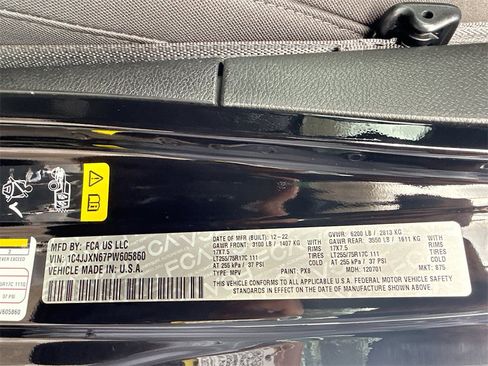 MFD BY: FCA US LLC
VIN: 1C4JJXN67PW605860
VEHICLE MADE IN U.S.A.
DATE OF MFR (BUILT): 12-22
GAWR FRONT: 3100 LB / 1407 KG
17X7.5
LT255/75R17C 111
AT 255 kPa / 37 PSI
TYPE: MPV
PAINT: PX8
RIMS
TIRES
COLD
GVWR: 6200 LB / 2813 KG
GAWR REAR: 3550 LB / 1611 KG
17X7.5
LT255/75R17C 111
AT 255 kPa / 37 PSI
MDH: 120701
RIMS
TIRES
COLD
MKT: 875
THIS VEHICLE CONFORMS TO ALL APPLICABLE U.S.A. FEDERAL MOTOR VEHICLE
SAFETY STANDARDS IN EFFECT ON THE DATE OF MANUFACTURE SHOWN ABOVE.
37 PSI
W605860